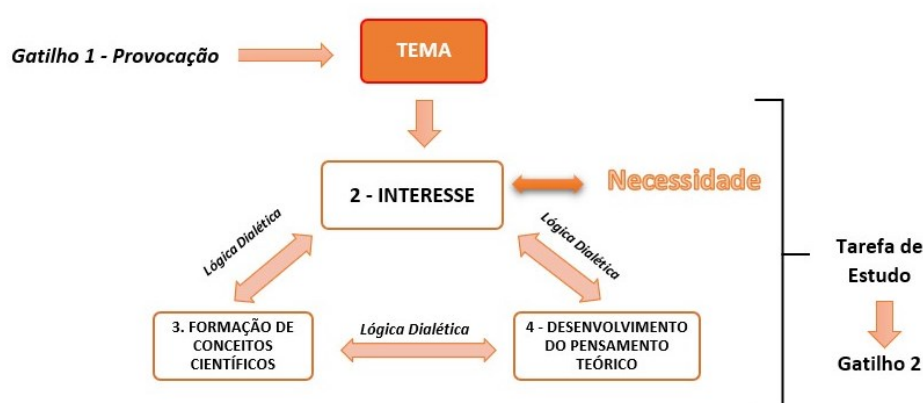 Gatilho 1 - Provocação
TEMA
2 - INTERESSE
Necessidade
Lógica Dialética
Lógica Dialética
3. FORMAÇÃO DE
CONCEITOS
CIENTÍFICOS
Lógica Dialética
4 - DESENVOLVIMENTO
DO PENSAMENTO
TEÓRICO
Tarefa de
Estudo
Gatilho 2